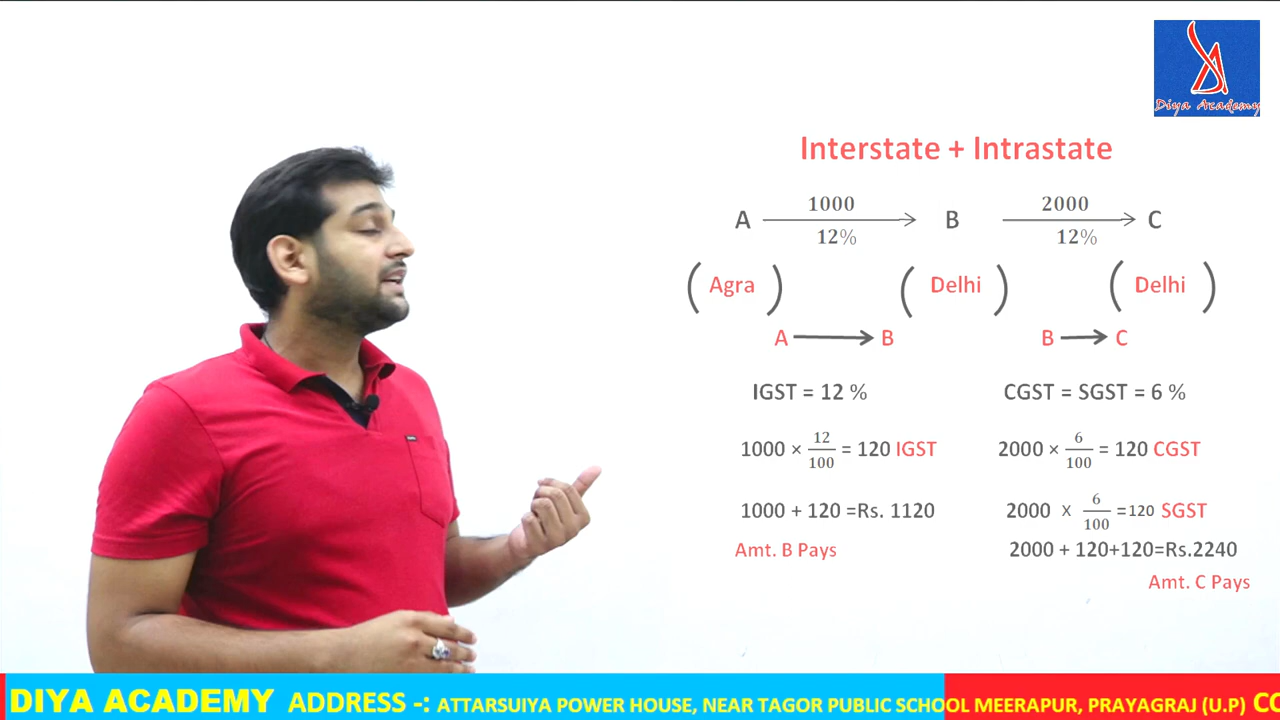 Diya Academy
Interstate + Intrastate
A 1000 12% B 2000 12% C
(Agra) (Delhi) (Delhi)
A → B B → C
IGST = 12 % CGST = SGST = 6 %
1000 × 12/100 = 120 IGST 2000 × 6/100 = 120 CGST
1000 + 120 =Rs. 1120 2000 X 6/100 =120 SGST
Amt. B Pays 2000 + 120+120=Rs.2240
Amt. C Pays
DIYA ACADEMY ADDRESS -: ATTARSUIYA POWER HOUSE, NEAR TAGOR PUBLIC SCHOOL MEERAPUR, PRAYAGRAJ (U.P) CO